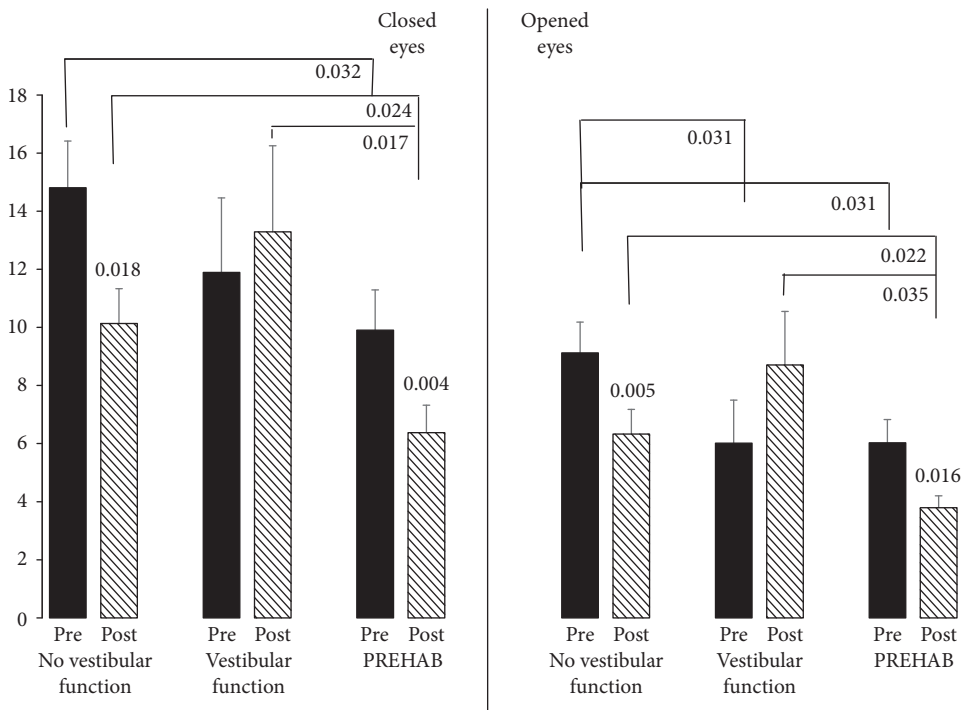 Closed
eyes
Opened
eyes
0.032
0.024
0.017
0.018
0.004
18
16
14
12
10
8
6
4
2
0
Pre Post Pre Post Pre Post
No vestibular
function
Vestibular
function
PREHAB
0.031
0.031
0.022
0.035
0.005
0.016
Pre Post Pre Post Pre Post
No vestibular
function
Vestibular
function
PREHAB